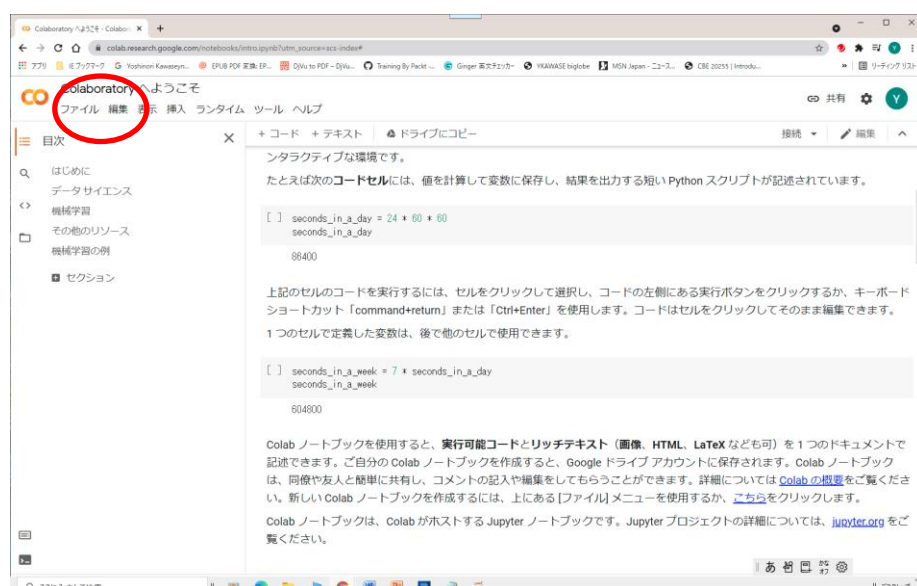 Colaboratory へようこそ - Colabor
colab.research.google.com/notebooks/intro.ipynb?utm_source=scs-index#
アプリ IEブックマーク Yoshinori Kawaseyn... EPUB PDF 変換: EP... DjVu to PDF – DjVu... Training By Packt ... Ginger 英文チェッカー YKAWASE biglobe MSN Japan - ニュース... CBE 20255 | Introdu... » リーディング リスト
Colaboratory へようこそ
共有
Y
ファイル 編集 表示 挿入 ランタイム ツール ヘルプ
目次
+ コード + テキスト ドライブにコピー
接続 編集
はじめに
データ サイエンス
機械学習
その他のリソース
機械学習の例
セクション
ンタラクティブな環境です。
たとえば次のコードセルには、値を計算して変数に保存し、結果を出力する短い Python スクリプトが記述されています。
[ ] seconds_in_a_day = 24 * 60 * 60
seconds_in_a_day
86400
上記のセルのコードを実行するには、セルをクリックして選択し、コードの左側にある実行ボタンをクリックするか、キーボード
ショートカット「command+return」または「Ctrl+Enter」を使用します。コードはセルをクリックしてそのまま編集できます。
1 つのセルで定義した変数は、後で他のセルで使用できます。
[ ] seconds_in_a_week = 7 * seconds_in_a_day
seconds_in_a_week
604800
Colab ノートブックを使用すると、実行可能コードとリッチテキスト（画像、HTML、LaTeX なども可）を 1 つのドキュメントで
記述できます。ご自分の Colab ノートブックを作成すると、Google ドライブ アカウントに保存されます。Colab ノートブック
は、同僚や友人と簡単に共有し、コメントの記入や編集をしてもらうことができます。詳細については Colab の概要をご覧くださ
い。新しい Colab ノートブックを作成するには、上にある [ファイル] メニューを使用するか、こちらをクリックします。
Colab ノートブックは、Colab がホストする Jupyter ノートブックです。Jupyter プロジェクトの詳細については、jupyter.org をご
覧ください。
あ